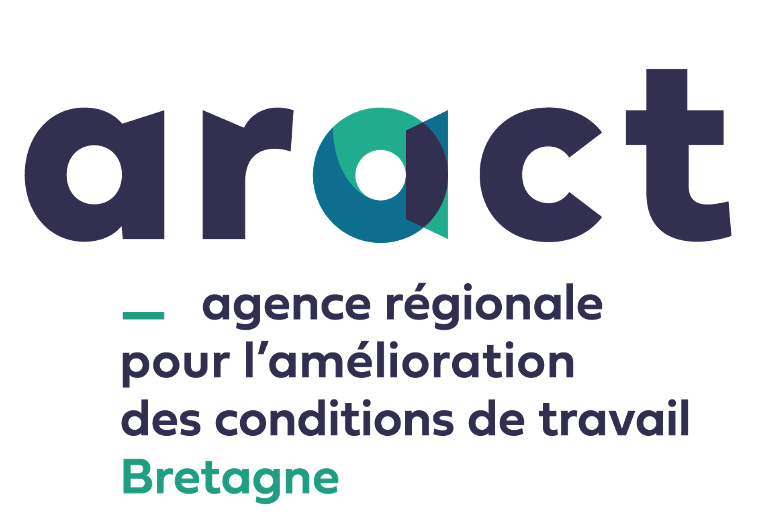 aract
agence régionale
pour l'amélioration
des conditions de travail
Bretagne